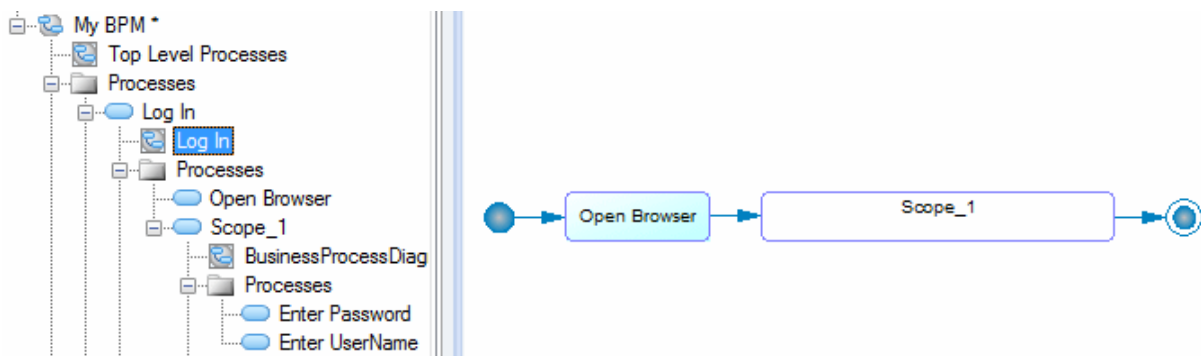 My BPM *
Top Level Processes
Processes
Log In
Log In
Processes
Open Browser
Scope_1
BusinessProcessDiag
Processes
Enter Password
Enter UserName
Open Browser
Scope_1